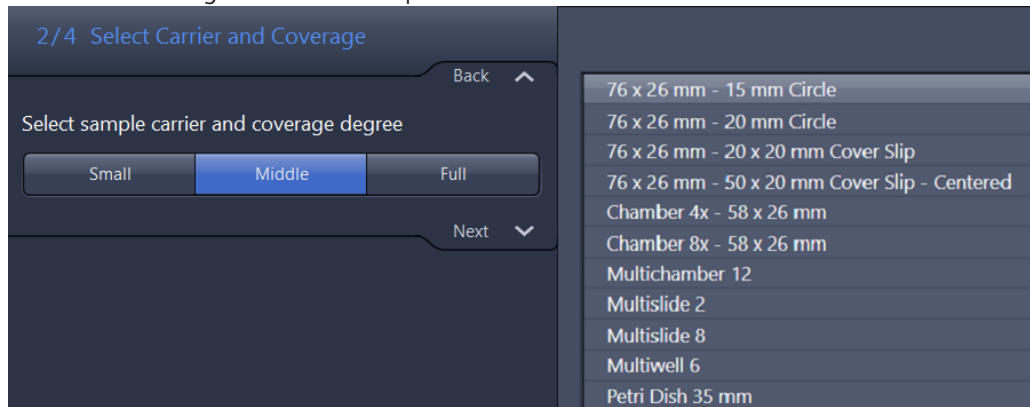 2/4 Select Carrier and Coverage
Back
Select sample carrier and coverage degree
Small Middle Full
Next
76 x 26 mm - 15 mm Circle
76 x 26 mm - 20 mm Circle
76 x 26 mm - 20 x 20 mm Cover Slip
76 x 26 mm - 50 x 20 mm Cover Slip - Centered
Chamber 4x - 58 x 26 mm
Chamber 8x - 58 x 26 mm
Multichamber 12
Multislide 2
Multislide 8
Multiwell 6
Petri Dish 35 mm